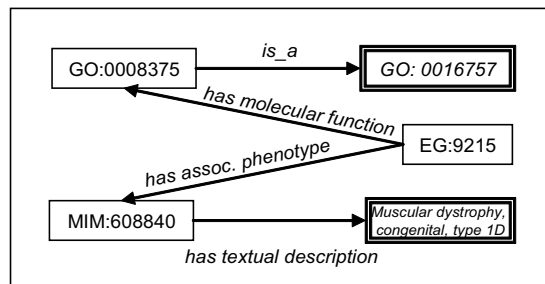 is_a
GO:0008375
GO: 0016757
has molecular function
EG:9215
has assoc. phenotype
MIM:608840
Muscular dystrophy,
congenital, type 1D
has textual description